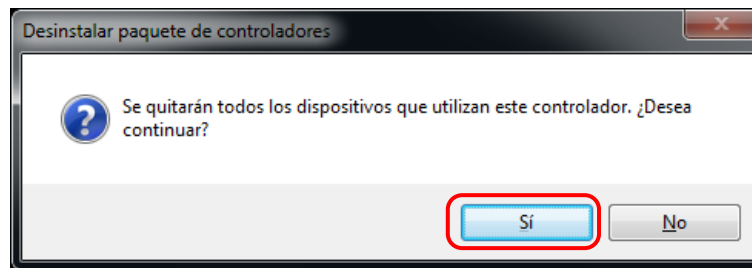 Desinstalar paquete de controladores
Se quitarán todos los dispositivos que utilizan este controlador. ¿Desea
continuar?
Sí
No